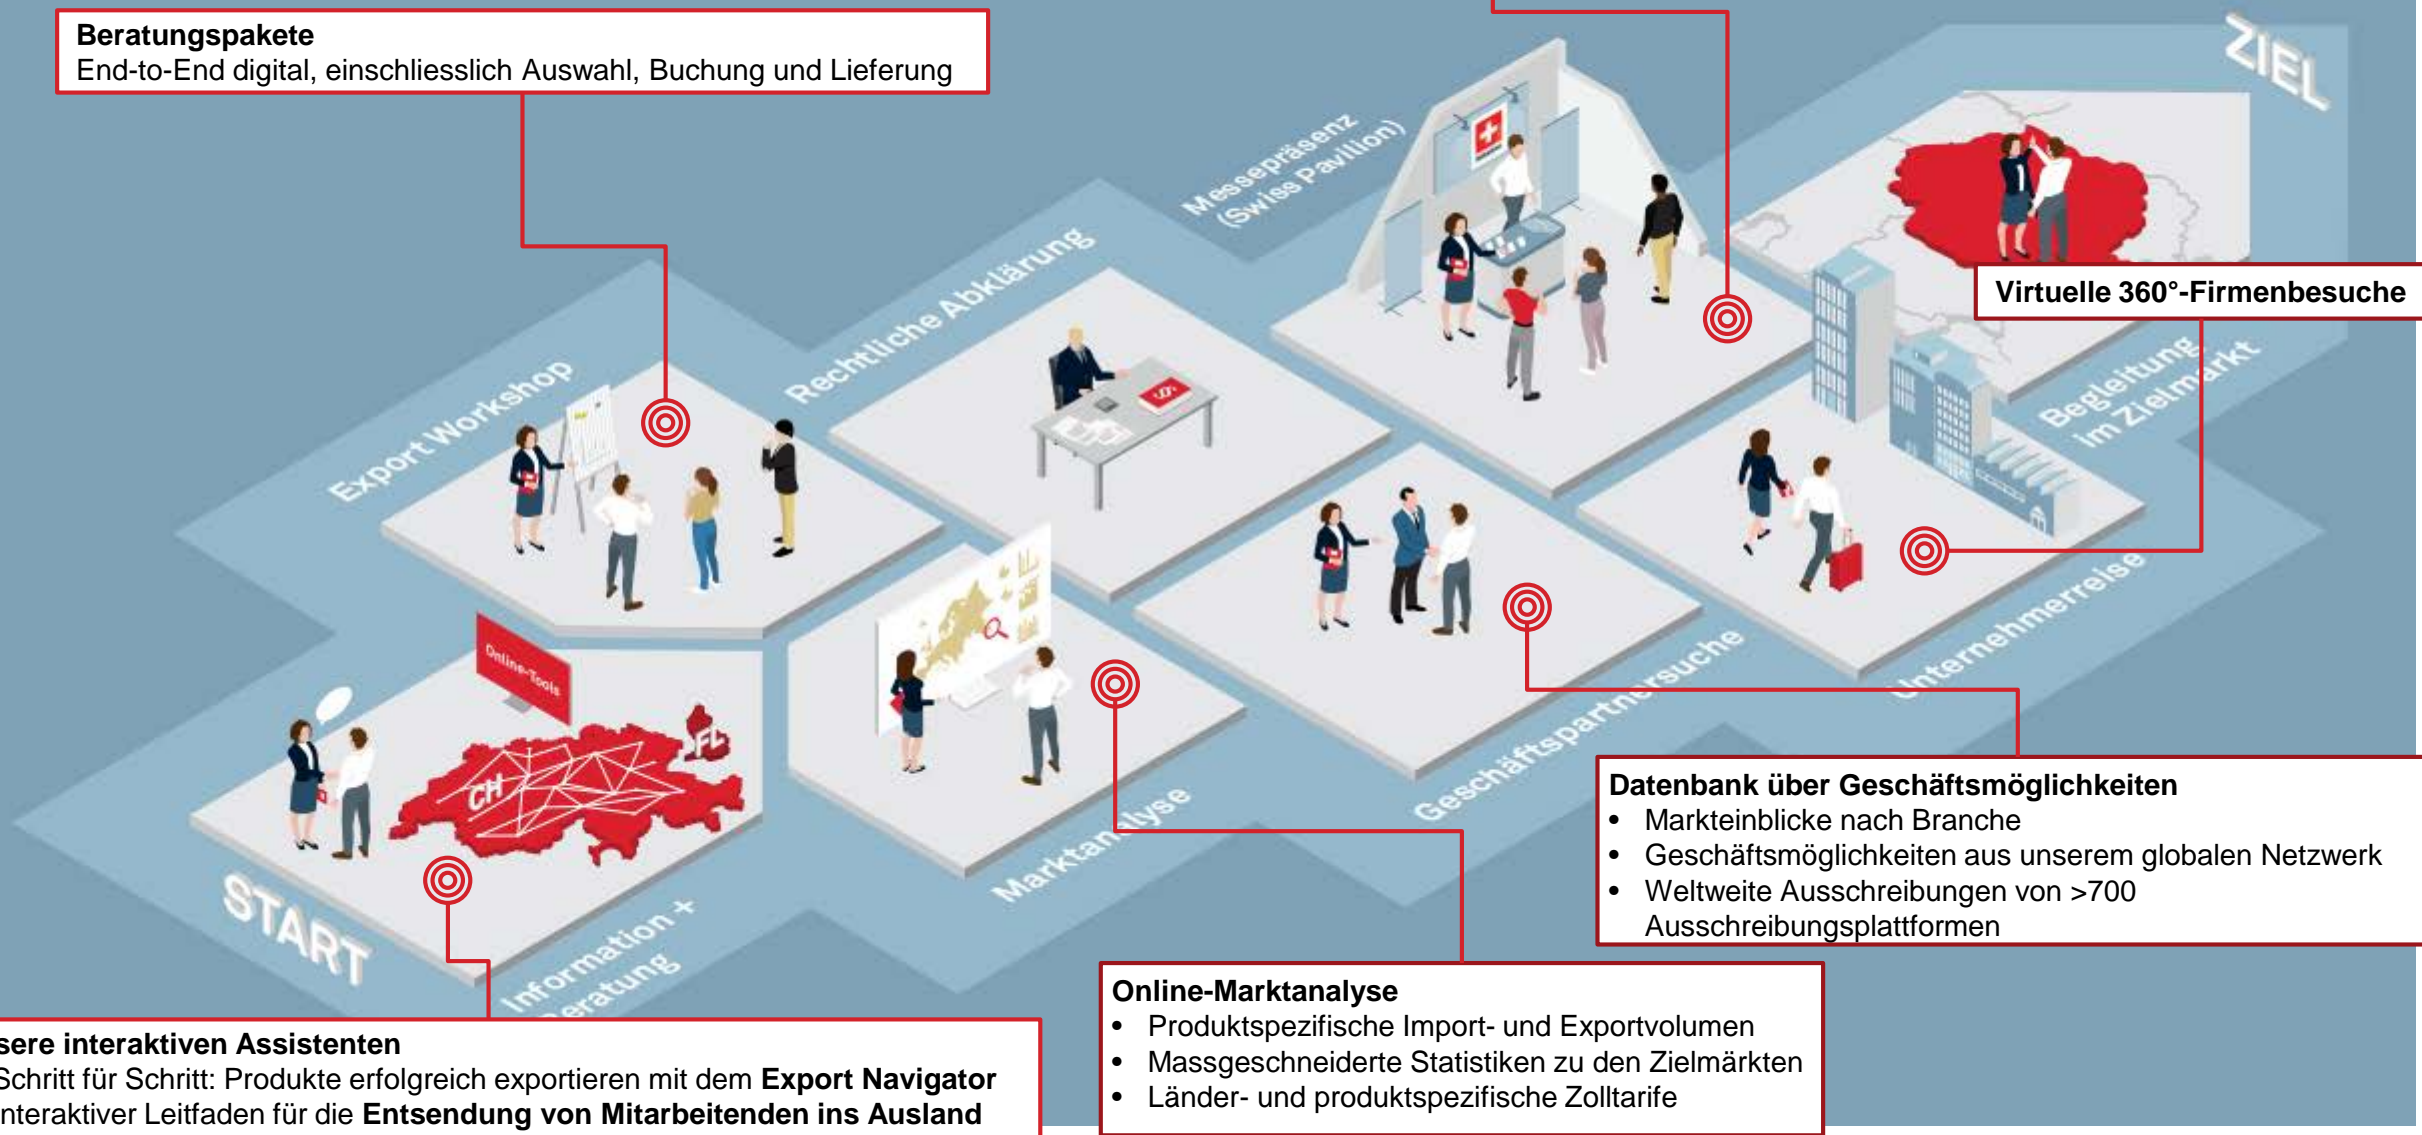 Beratungspakete
End-to-End digital, einschliesslich Auswahl, Buchung und Lieferung
ZIEL
Messepräsenz
(Swiss Pavilion)
Rechtliche Abklärung
Export Workshop
Virtuelle 360°-Firmenbesuche
Begleitung
im Zielmarkt
Unternehmerreise
Geschäftspartnersuche
Marktanalyse
Online-Tools
CH
FL
START
Information +
Beratung
Datenbank über Geschäftsmöglichkeiten
• Markteinblicke nach Branche
• Geschäftsmöglichkeiten aus unserem globalen Netzwerk
• Weltweite Ausschreibungen von >700
Ausschreibungsplattformen
Online-Marktanalyse
• Produktspezifische Import- und Exportvolumen
• Massgeschneiderte Statistiken zu den Zielmärkten
• Länder- und produktspezifische Zolltarife
sere interaktiven Assistenten
Schritt für Schritt: Produkte erfolgreich exportieren mit dem Export Navigator
nteraktiver Leitfaden für die Entsendung von Mitarbeitenden ins Ausland